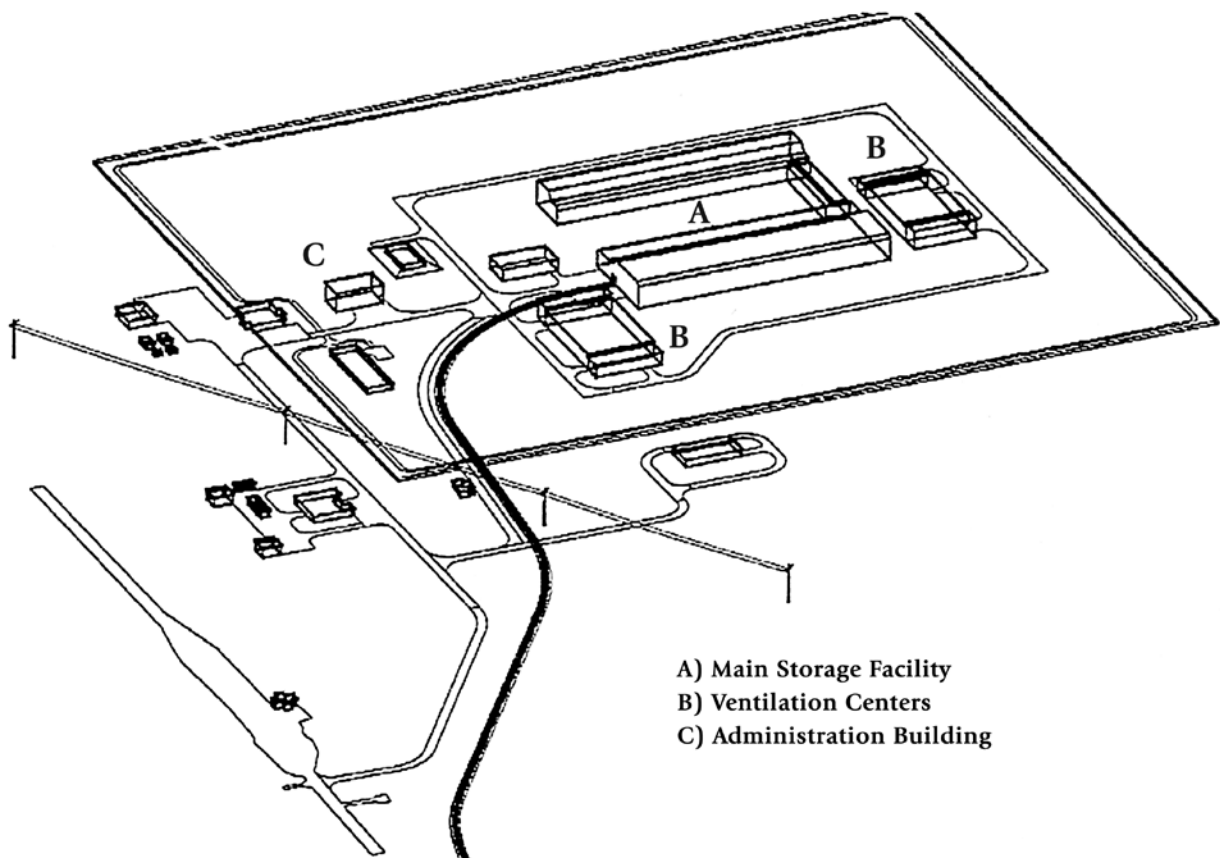 B
A
C
B
A) Main Storage Facility
B) Ventilation Centers
C) Administration Building